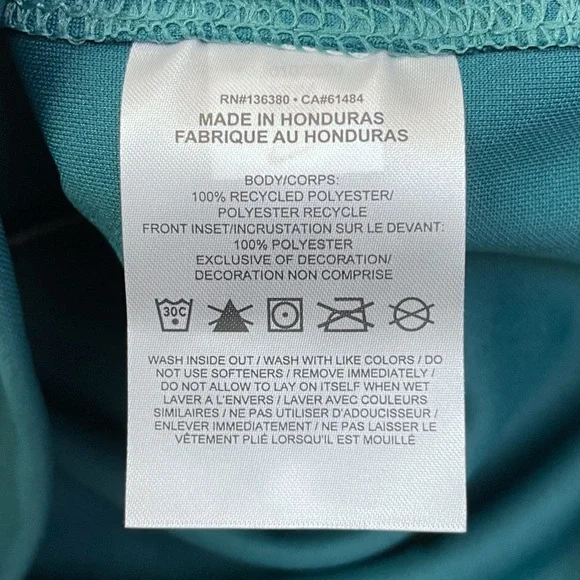 RN#136380 • CA#61484
MADE IN HONDURAS
FABRIQUE AU HONDURAS
BODY/CORPS:
100% RECYCLED POLYESTER/
POLYESTER RECYCLE
FRONT INSET/INCRUSTATION SUR LE DEVANT:
100% POLYESTER
EXCLUSIVE OF DECORATION/
DECORATION NON COMPRISE
30C
WASH INSIDE OUT / WASH WITH LIKE COLORS / DO
NOT USE SOFTENERS / REMOVE IMMEDIATELY /
DO NOT ALLOW TO LAY ON ITSELF WHEN WET
LAVER A L'ENVERS / LAVER AVEC COULEURS
SIMILAIRES / NE PAS UTILISER D'ADOUCISSEUR /
ENLEVER IMMEDIATEMENT / NE PAS LAISSER LE
VÊTEMENT PLIÉ LORSQU'IL EST MOUILLÉ